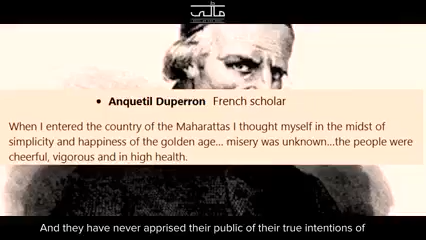 مالی
• Anquetil Duperron French scholar
When I entered the country of the Maharattas I thought myself in the midst of
simplicity and happiness of the golden age... misery was unknown...the people were
cheerful, vigorous and in high health.
And they have never apprised their public of their true intentions of